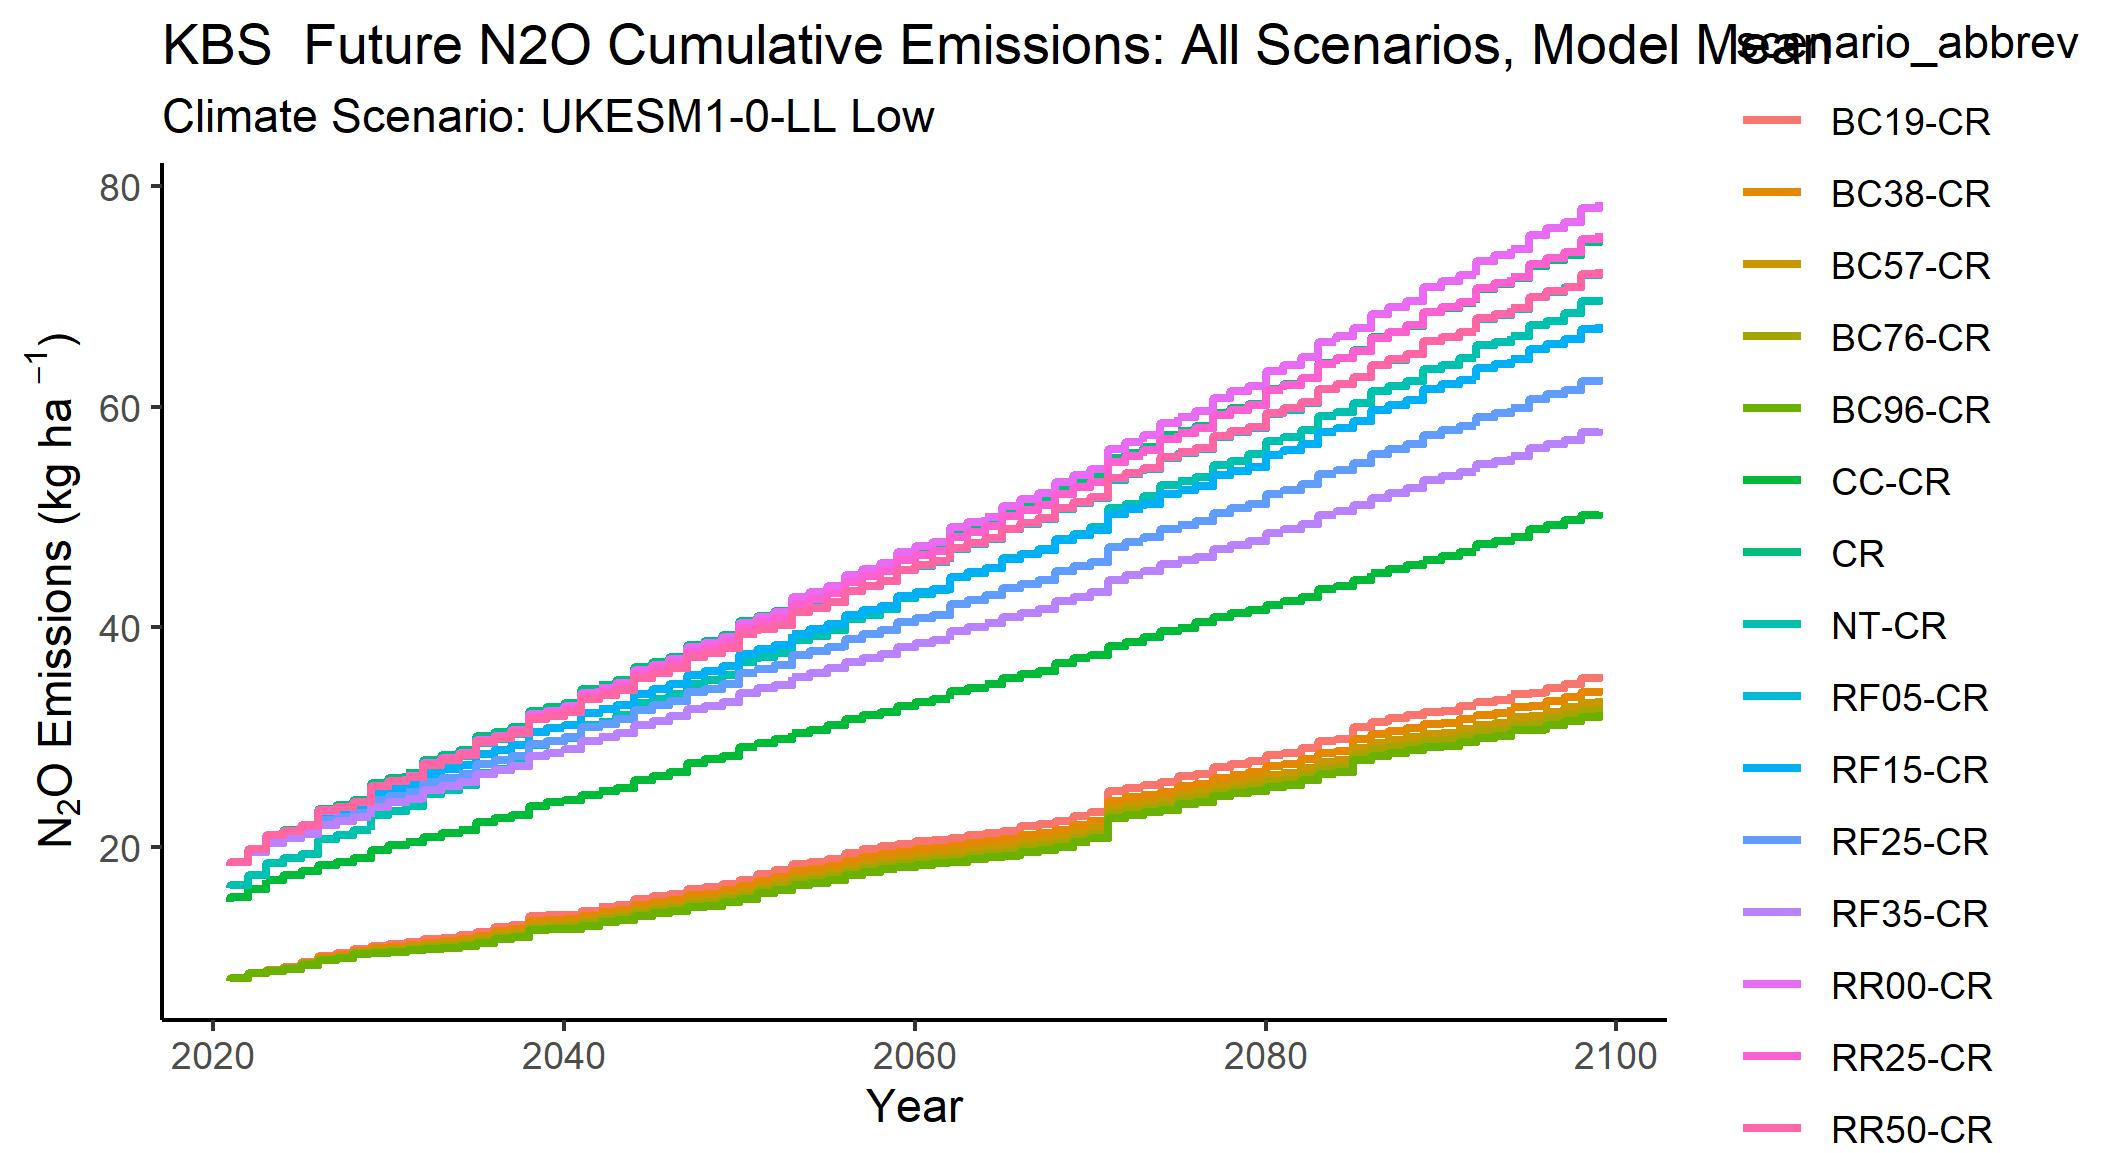 KBS  Future N2O Cumulative Emissions: All Scenarios, Model Mean
scenario_abbrev
Climate Scenario: UKESM1-0-LL Low
N₂O Emissions (kg ha ⁻¹)
80
60
40
20
2020 2040 2060 2080 2100
Year
BC19-CR
BC38-CR
BC57-CR
BC76-CR
BC96-CR
CC-CR
CR
NT-CR
RF05-CR
RF15-CR
RF25-CR
RF35-CR
RR00-CR
RR25-CR
RR50-CR